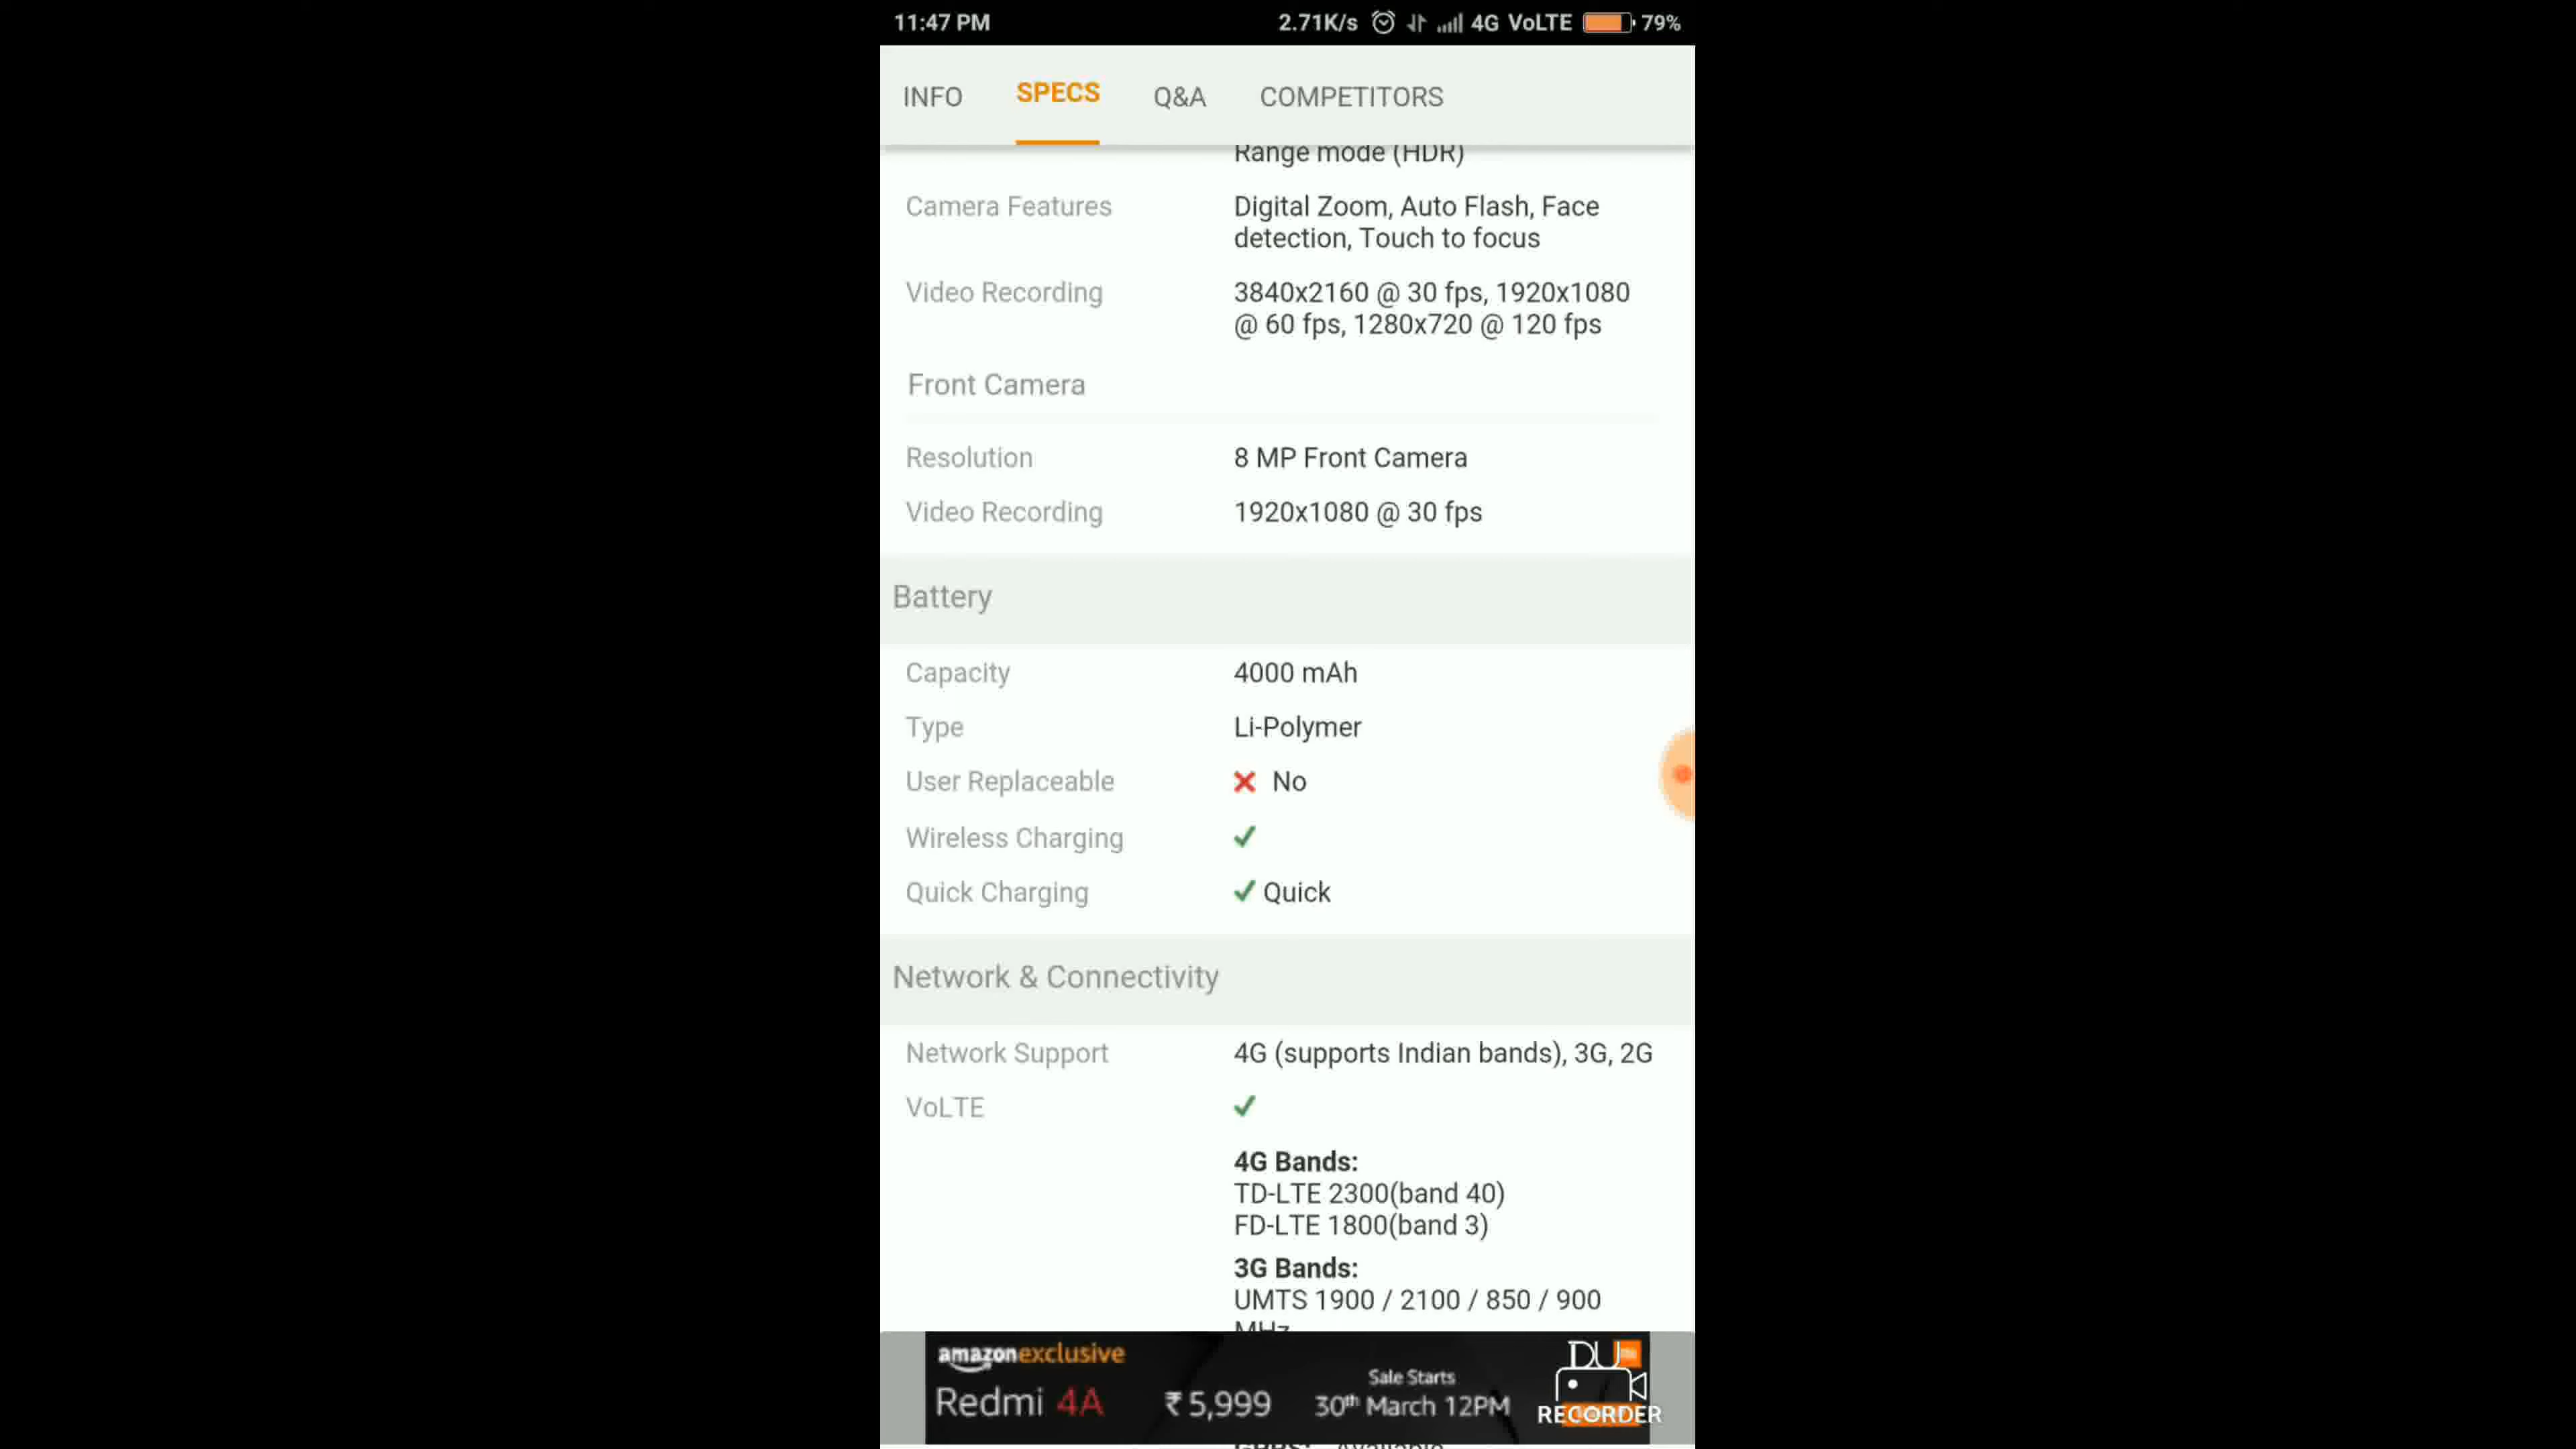 11:47 PM 2.71K/s 4G VoLTE 79%
INFO SPECS Q&A COMPETITORS
Range mode (HDR)
Camera Features Digital Zoom, Auto Flash, Face
detection, Touch to focus
Video Recording 3840x2160 @ 30 fps, 1920x1080
@ 60 fps, 1280x720 @ 120 fps
Front Camera
Resolution 8 MP Front Camera
Video Recording 1920x1080 @ 30 fps
Battery
Capacity 4000 mAh
Type Li-Polymer
User Replaceable No
Wireless Charging
Quick Charging Quick
Network & Connectivity
Network Support 4G (supports Indian bands), 3G, 2G
VoLTE
4G Bands:
TD-LTE 2300(band 40)
FD-LTE 1800(band 3)
3G Bands:
UMTS 1900 / 2100 / 850 / 900
MHz
amazonexclusive
Redmi 4A ₹5,999 Sale Starts
30th March 12PM
DU
RECORDER
GPRS: Available